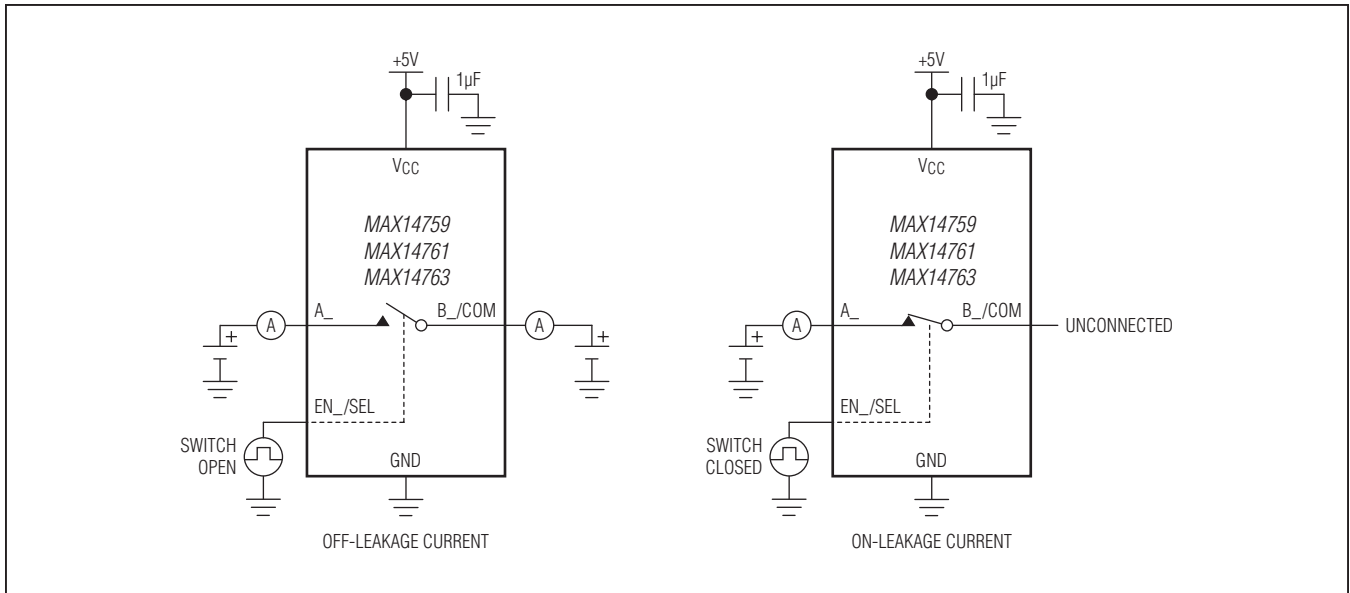 +5V
1µF
VCC
MAX14759
MAX14761
MAX14763
A_
B_/COM
A
+
A
+
EN_/SEL
SWITCH
OPEN
GND
OFF-LEAKAGE CURRENT
+5V
1µF
VCC
MAX14759
MAX14761
MAX14763
A_
B_/COM
A
+
UNCONNECTED
EN_/SEL
SWITCH
CLOSED
GND
ON-LEAKAGE CURRENT